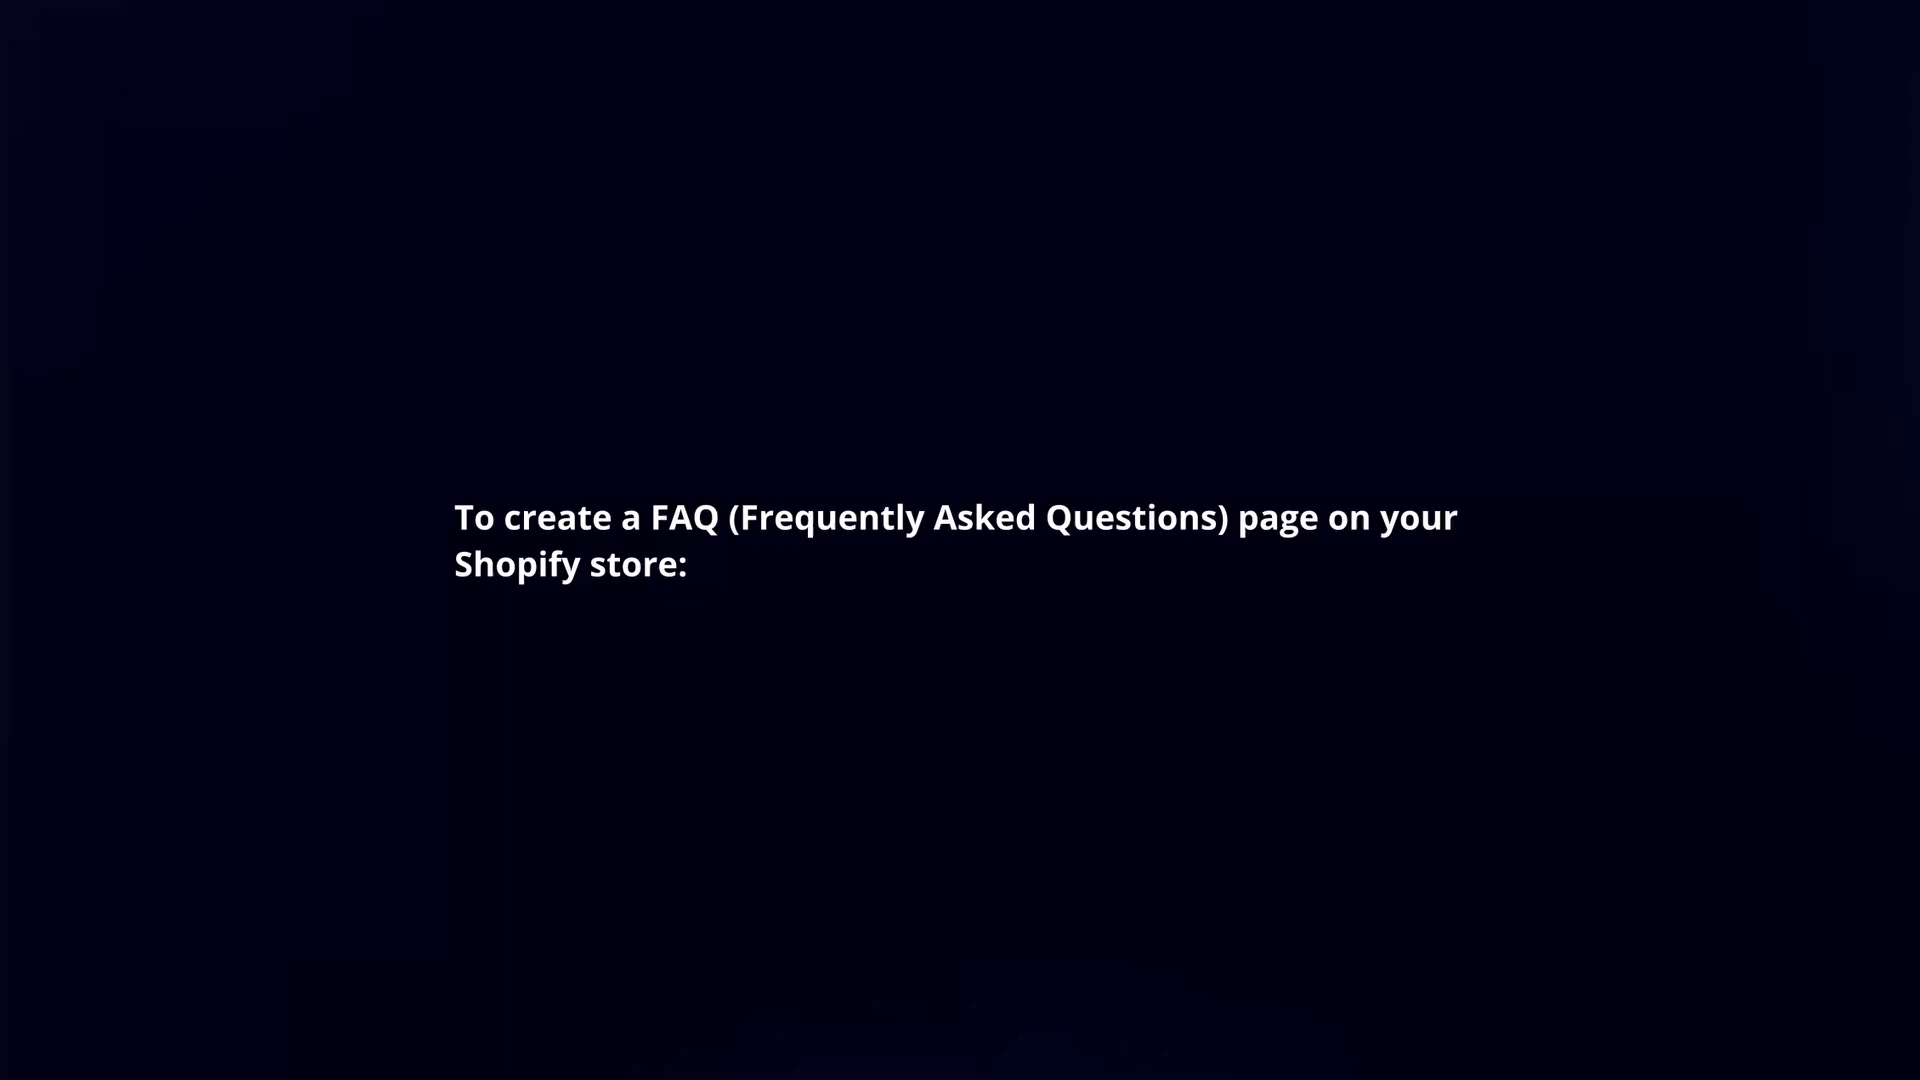 To create a FAQ (Frequently Asked Questions) page on your
Shopify store: